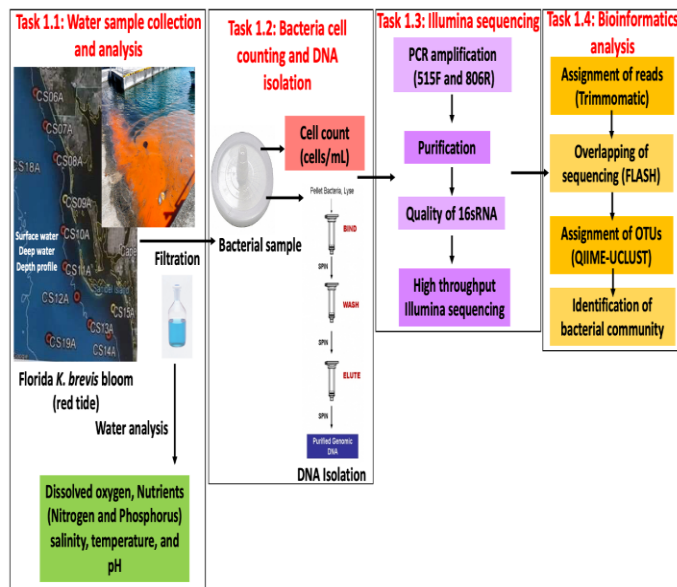 Task 1.1: Water sample collection
and analysis
CS06A
CS07A
CS18A
CS08A
CS09A
Surface water
CS10A
Deep water
Depth profile
CS11A
CS12A
CS15A
CS13A
CS19A
CS14A
Filtration
Florida K. brevis bloom
(red tide)
Water analysis
Dissolved oxygen, Nutrients
(Nitrogen and Phosphorus)
salinity, temperature, and
pH
Task 1.2: Bacteria cell
counting and DNA
isolation
Cell count
(cells/mL)
Bacterial sample
Pellet Bacteria, Lyse
BIND
SPIN
WASH
SPIN
ELUTE
SPIN
Purified Genomic
DNA
DNA Isolation
Task 1.3: Illumina sequencing
PCR amplification
(515F and 806R)
Purification
Quality of 16sRNA
High throughput
Illumina sequencing
Task 1.4: Bioinformatics
analysis
Assignment of reads
(Trimmomatic)
Overlapping of
sequencing (FLASH)
Assignment of OTUs
(QIIME-UCLUST)
Identification of
bacterial community